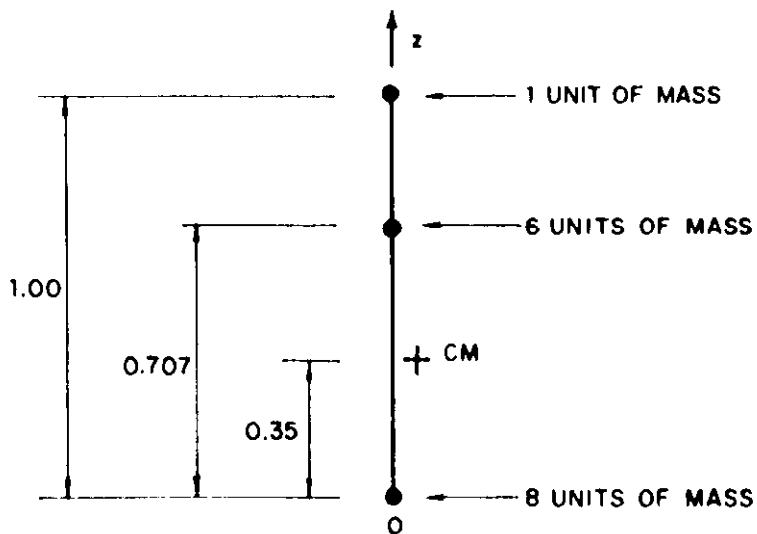 z
1 UNIT OF MASS
6 UNITS OF MASS
1.00
0.707
CM
0.35
8 UNITS OF MASS
O